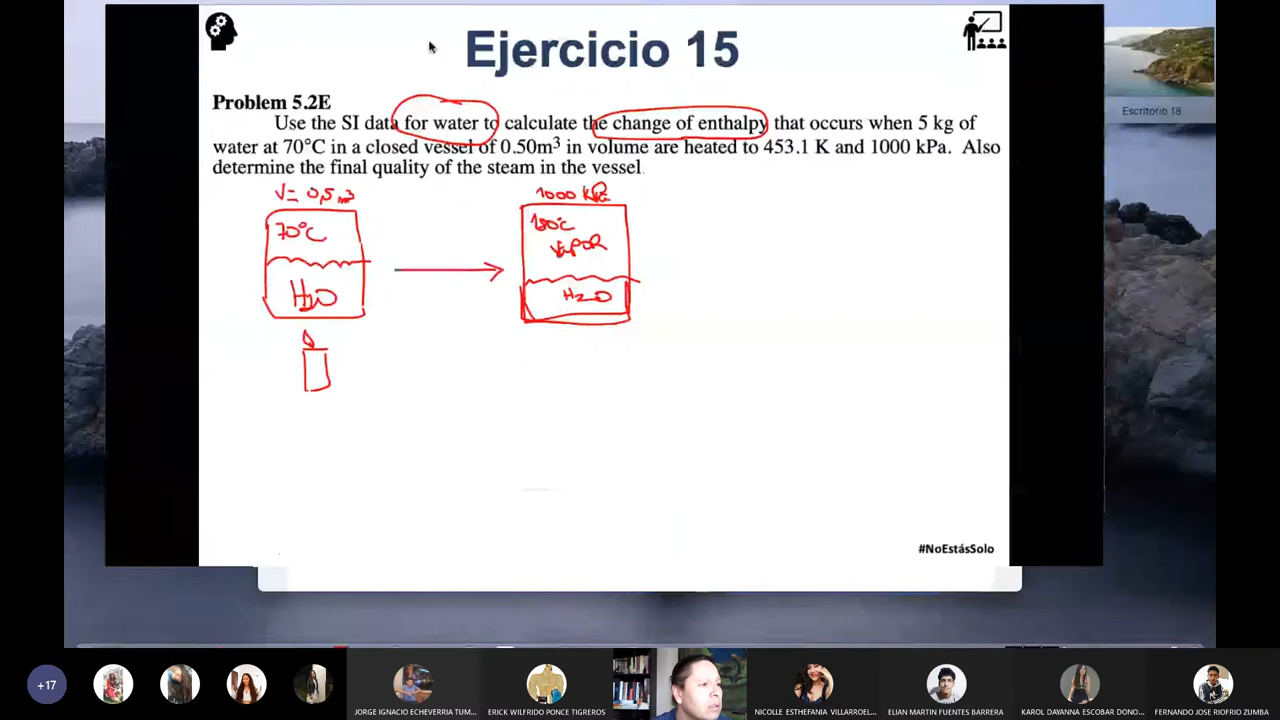 Ejercicio 15
Escritorio 18
Problem 5.2E
Use the SI data for water to calculate the change of enthalpy that occurs when 5 kg of
water at 70°C in a closed vessel of 0.50m³ in volume are heated to 453.1 K and 1000 kPa. Also
determine the final quality of the steam in the vessel.
V= 0,5 m3
1000 kPa
70°C
180°C
VAPOR
H2O
H2O
#NoEstásSolo
+17
JORGE IGNACIO ECHEVERRIA TUM...
ERICK WILFRIDO PONCE TIGREROS
NICOLLE ESTHEFANIA VILLARROEL...
ELIAN MARTIN FUENTES BARRERA
KAROL DAYANNA ESCOBAR DONO...
FERNANDO JOSE RIOFRIO ZUMBA